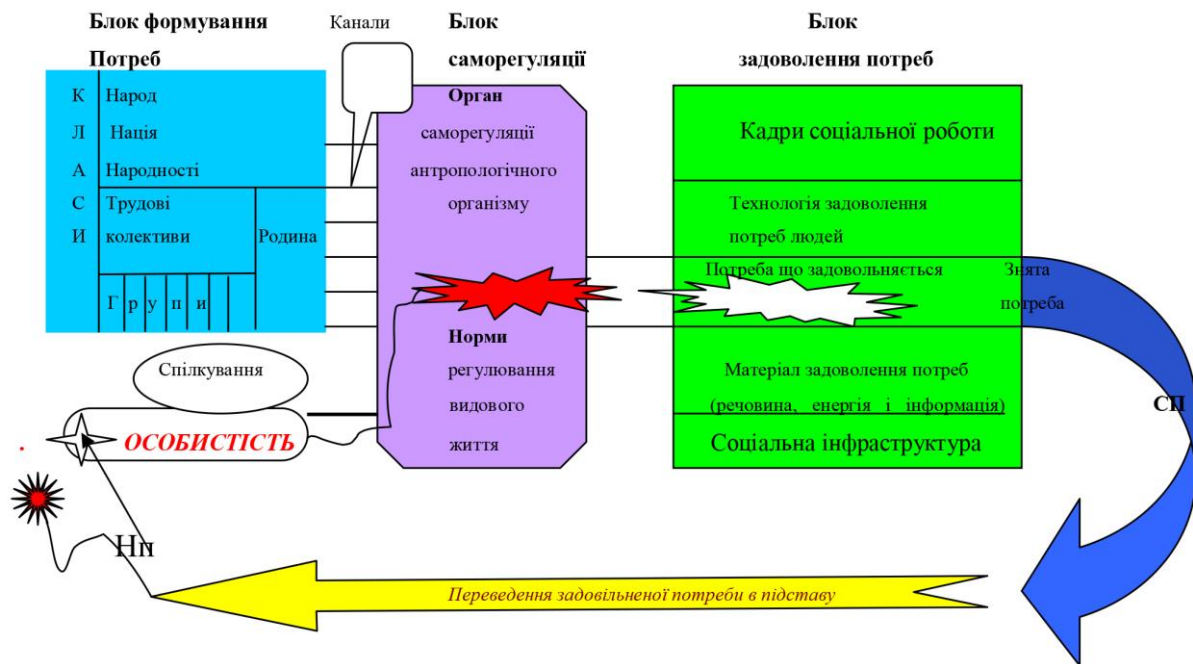 Блок формування
Потреб
Канали
Блок
саморегуляції
Блок
задоволення потреб
К
Л
А
С
И
Народ
Нація
Народності
Трудові
колективи
Родина
Групи
Орган
саморегуляції
антропологічного
організму
Норми
регулювання
видового
життя
Кадри соціальної роботи
Технологія задоволення
потреб людей
Потреба що задовольняється
Знята
потреба
Матеріал задоволення потреб
(речовина, енергія і інформація)
Соціальна інфраструктура
СП
Спілкування
ОСОБИСТІСТЬ
.
Нп
Переведення задовільненої потреби в підставу